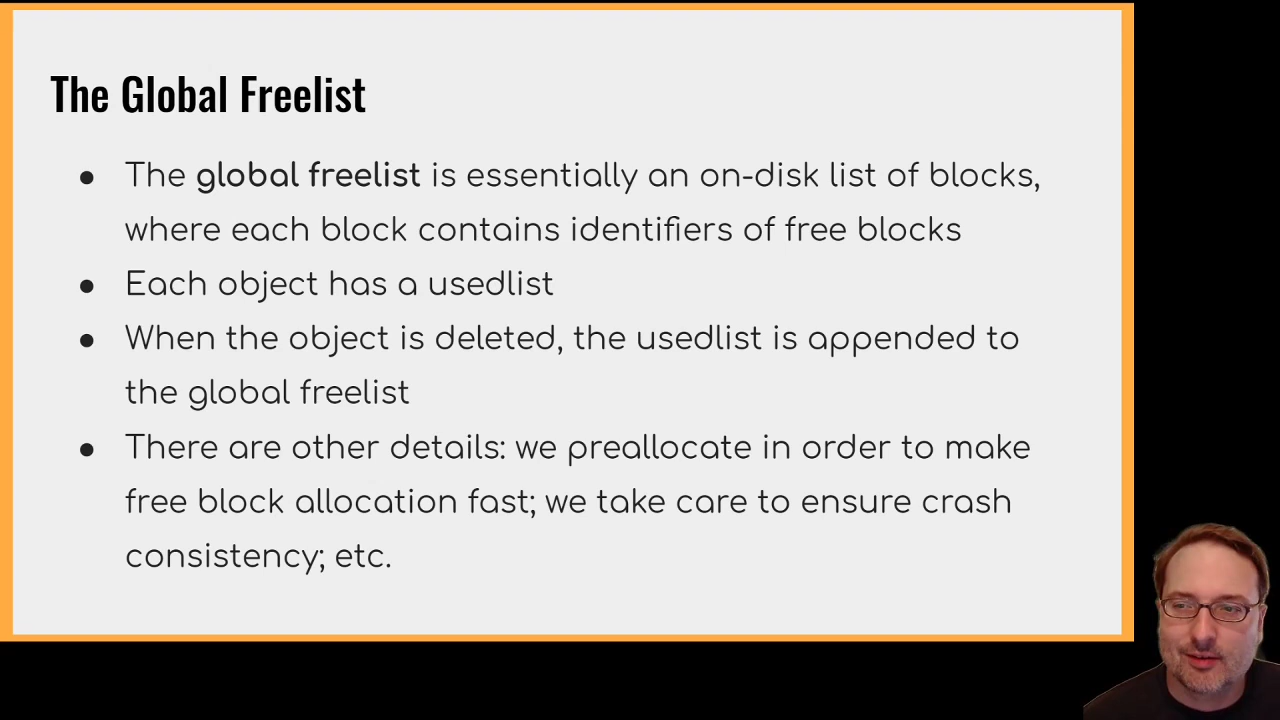 The Global Freelist
● The global freelist is essentially an on-disk list of blocks,
where each block contains identifiers of free blocks
● Each object has a usedlist
● When the object is deleted, the usedlist is appended to
the global freelist
● There are other details: we preallocate in order to make
free block allocation fast; we take care to ensure crash
consistency; etc.